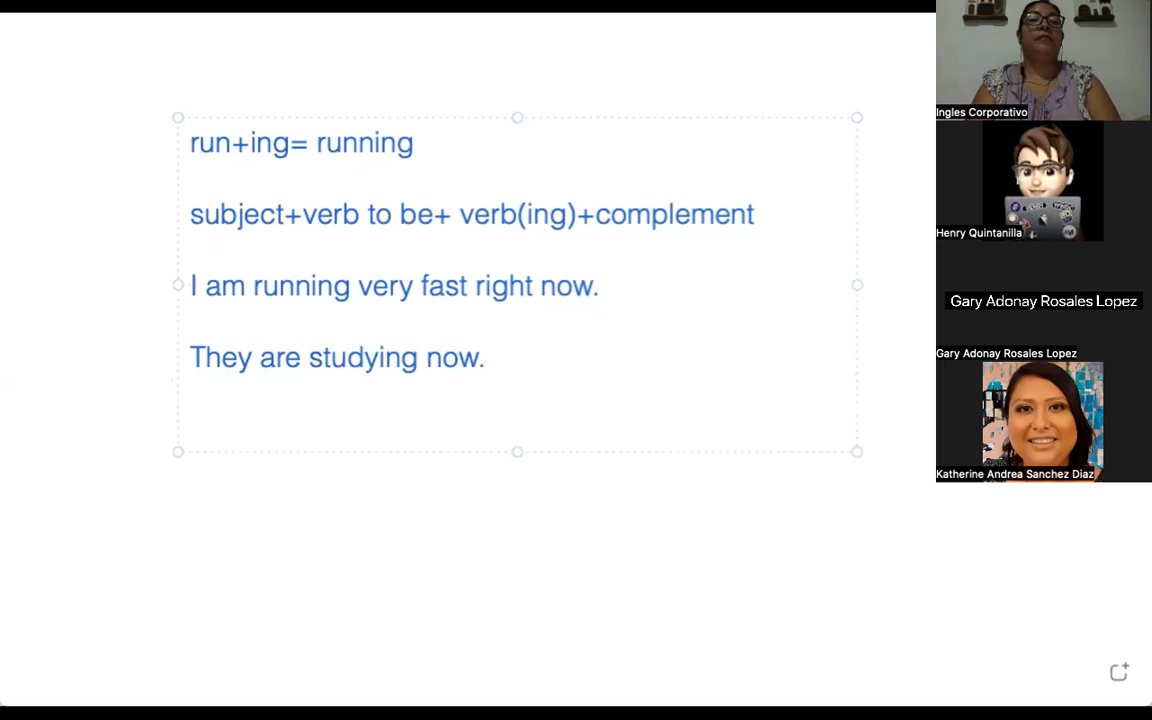 run+ing= running
subject+verb to be+ verb(ing)+complement
I am running very fast right now.
They are studying now.
Ingles Corporativo
Henry Quintanilla
Gary Adonay Rosales Lopez
Gary Adonay Rosales Lopez
Katherine Andrea Sanchez Diaz